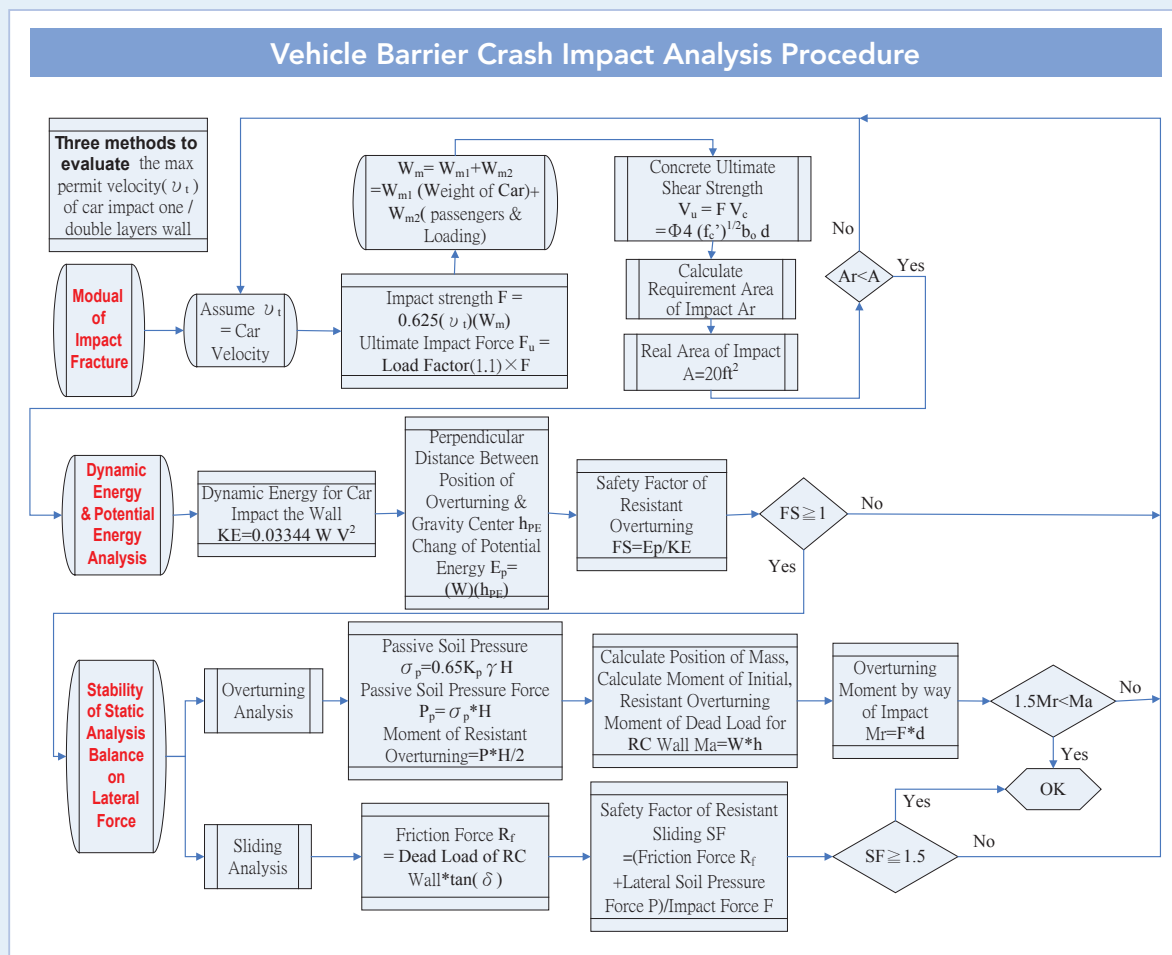 Vehicle Barrier Crash Impact Analysis Procedure
Three methods to
evaluate the max
permit velocity( υ t )
of car impact one /
double layers wall
Modual
of
Impact
Fracture
Assume υ t
= Car
Velocity
Wm= Wm1+Wm2
=Wm1 (Weight of Car)+
Wm2( passengers &
Loading)
Impact strength F =
0.625( υ t)(Wm)
Ultimate Impact Force Fu =
Load Factor(1.1)×F
Concrete Ultimate
Shear Strength
Vu = F Vc
=Φ4 (fc’)1/2bo d
Calculate
Requirement Area
of Impact Ar
Real Area of Impact
A=20ft2
No
Ar<A
Yes
Dynamic
Energy
& Potential
Energy
Analysis
Dynamic Energy for Car
Impact the Wall
KE=0.03344 W V2
Perpendicular
Distance Between
Position of
Overturning &
Gravity Center hPE
Chang of Potential
Energy Ep=
(W)(hPE)
Safety Factor of
Resistant
Overturning
FS=Ep/KE
FS≧1
No
Yes
Stability
of Static
Analysis
Balance
on
Lateral
Force
Overturning
Analysis
Passive Soil Pressure
σp=0.65Kp γ H
Passive Soil Pressure Force
Pp= σp*H
Moment of Resistant
Overturning=P*H/2
Calculate Position of Mass,
Calculate Moment of Initial,
Resistant Overturning
Moment of Dead Load for
RC Wall Ma=W*h
Overturning
Moment by way
of Impact
Mr=F*d
1.5Mr<Ma
No
Yes
OK
Sliding
Analysis
Friction Force Rf
= Dead Load of RC
Wall*tan( δ )
Safety Factor of Resistant
Sliding SF
=(Friction Force Rf
+Lateral Soil Pressure
Force P)/Impact Force F
Yes
SF≧1.5
No